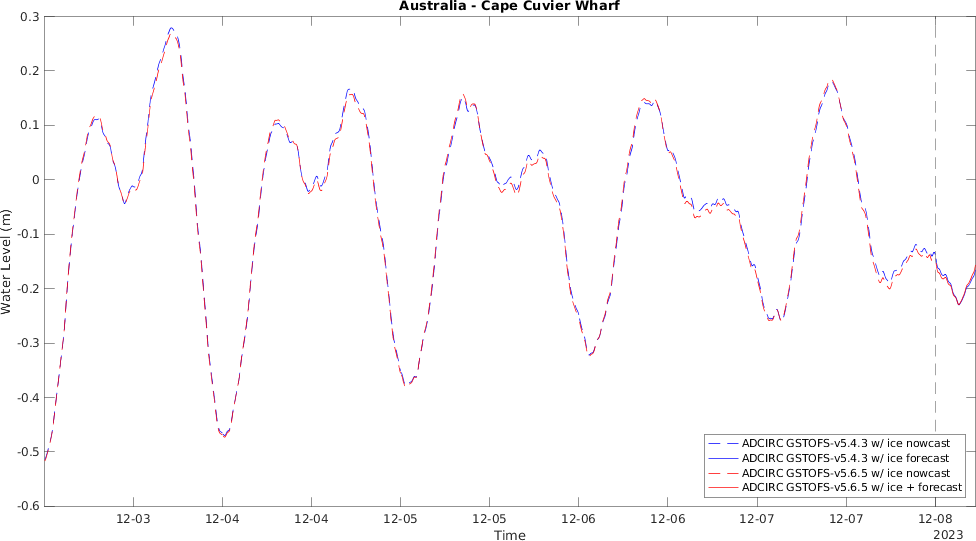 Australia - Cape Cuvier Wharf
0.3
0.2
0.1
0
-0.1
-0.2
-0.3
-0.4
-0.5
-0.6
Water Level (m)
ADCIRC GSTOFS-v5.4.3 w/ ice nowcast
ADCIRC GSTOFS-v5.4.3 w/ ice forecast
ADCIRC GSTOFS-v5.6.5 w/ ice nowcast
ADCIRC GSTOFS-v5.6.5 w/ ice + forecast
12-03 12-04 12-04 12-05 12-05 12-06 12-06 12-07 12-07 12-08
2023
Time